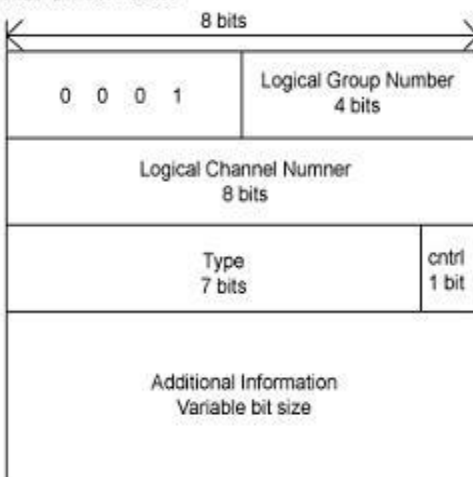 8 bits
0 0 0 1
Logical Group Number
4 bits
Logical Channel Numner
8 bits
Type
7 bits
cntrl
1 bit
Additional Information
Variable bit size